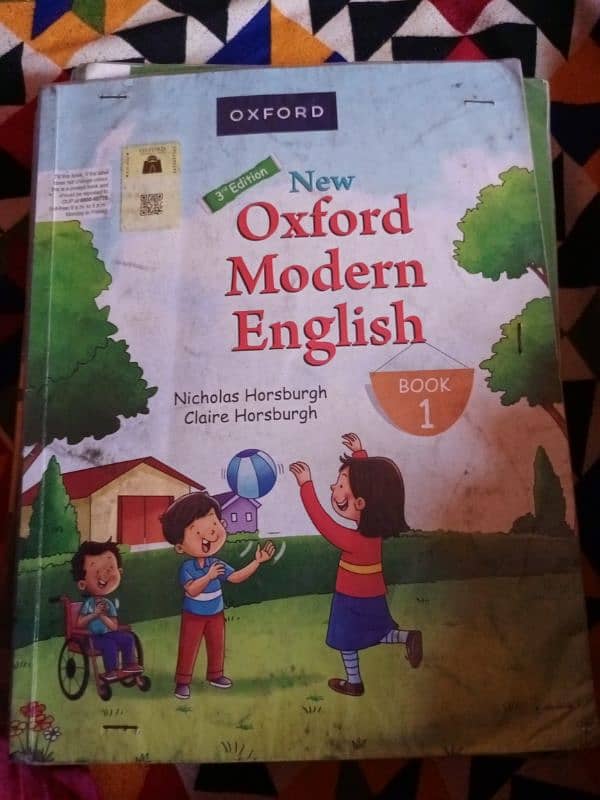 OXFORD
3rd Edition
New
Oxford
Modern
English
Nicholas Horsburgh
Claire Horsburgh
BOOK
1